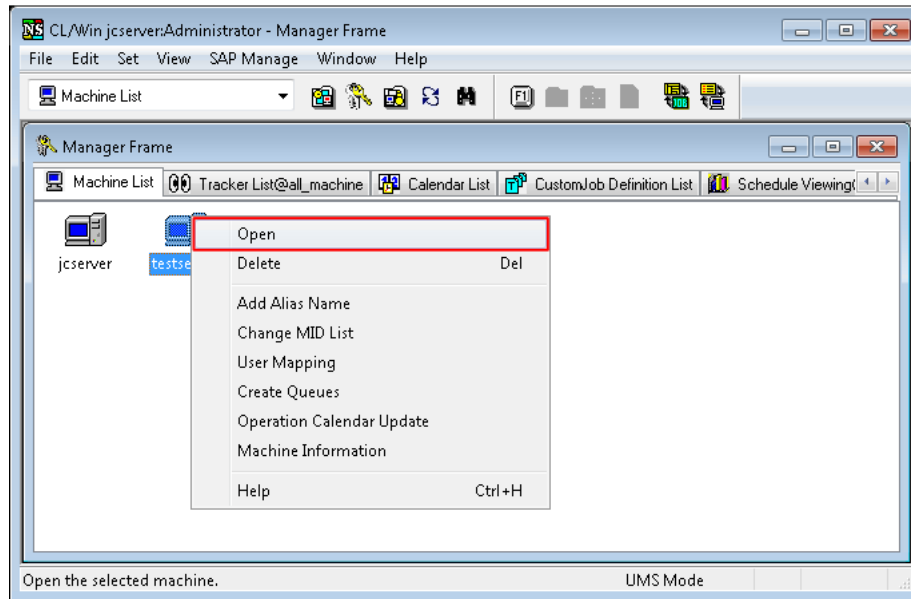 CL/Win jcserver:Administrator - Manager Frame
File Edit Set View SAP Manage Window Help
Machine List
Manager Frame
Machine List Tracker List@all_machine Calendar List CustomJob Definition List Schedule Viewing(
jcserver testse
Open
Delete Del
Add Alias Name
Change MID List
User Mapping
Create Queues
Operation Calendar Update
Machine Information
Help Ctrl+H
Open the selected machine. UMS Mode